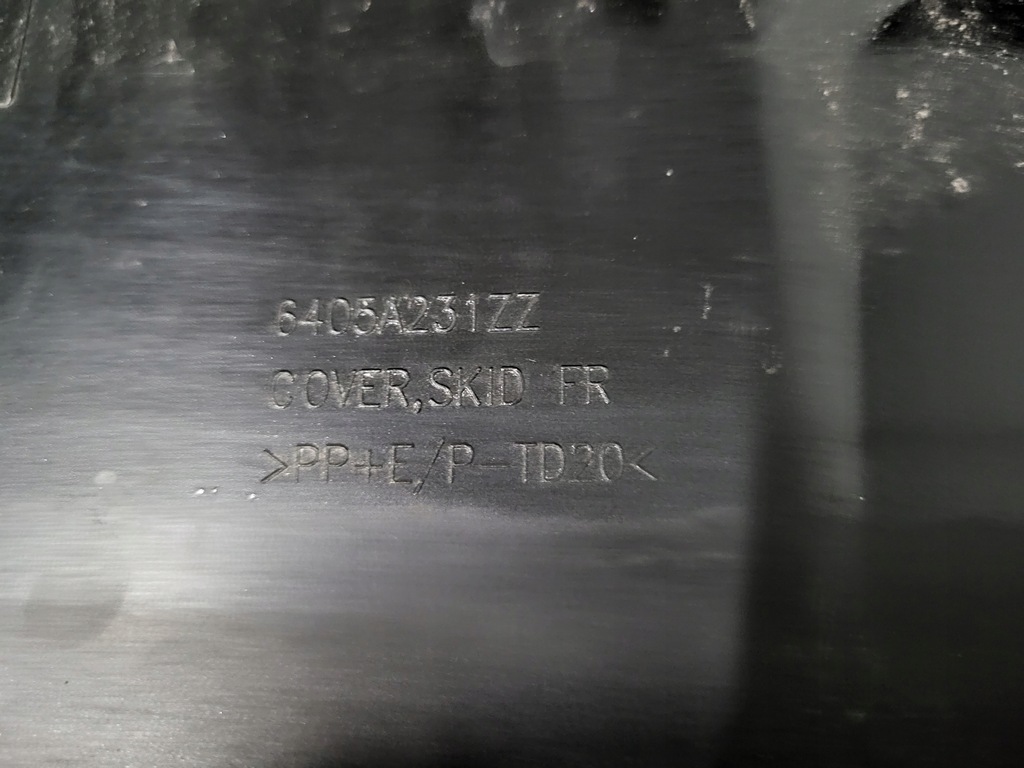 6405A231ZZ
COVER,SKID FR
>PP+E/P-TD20<